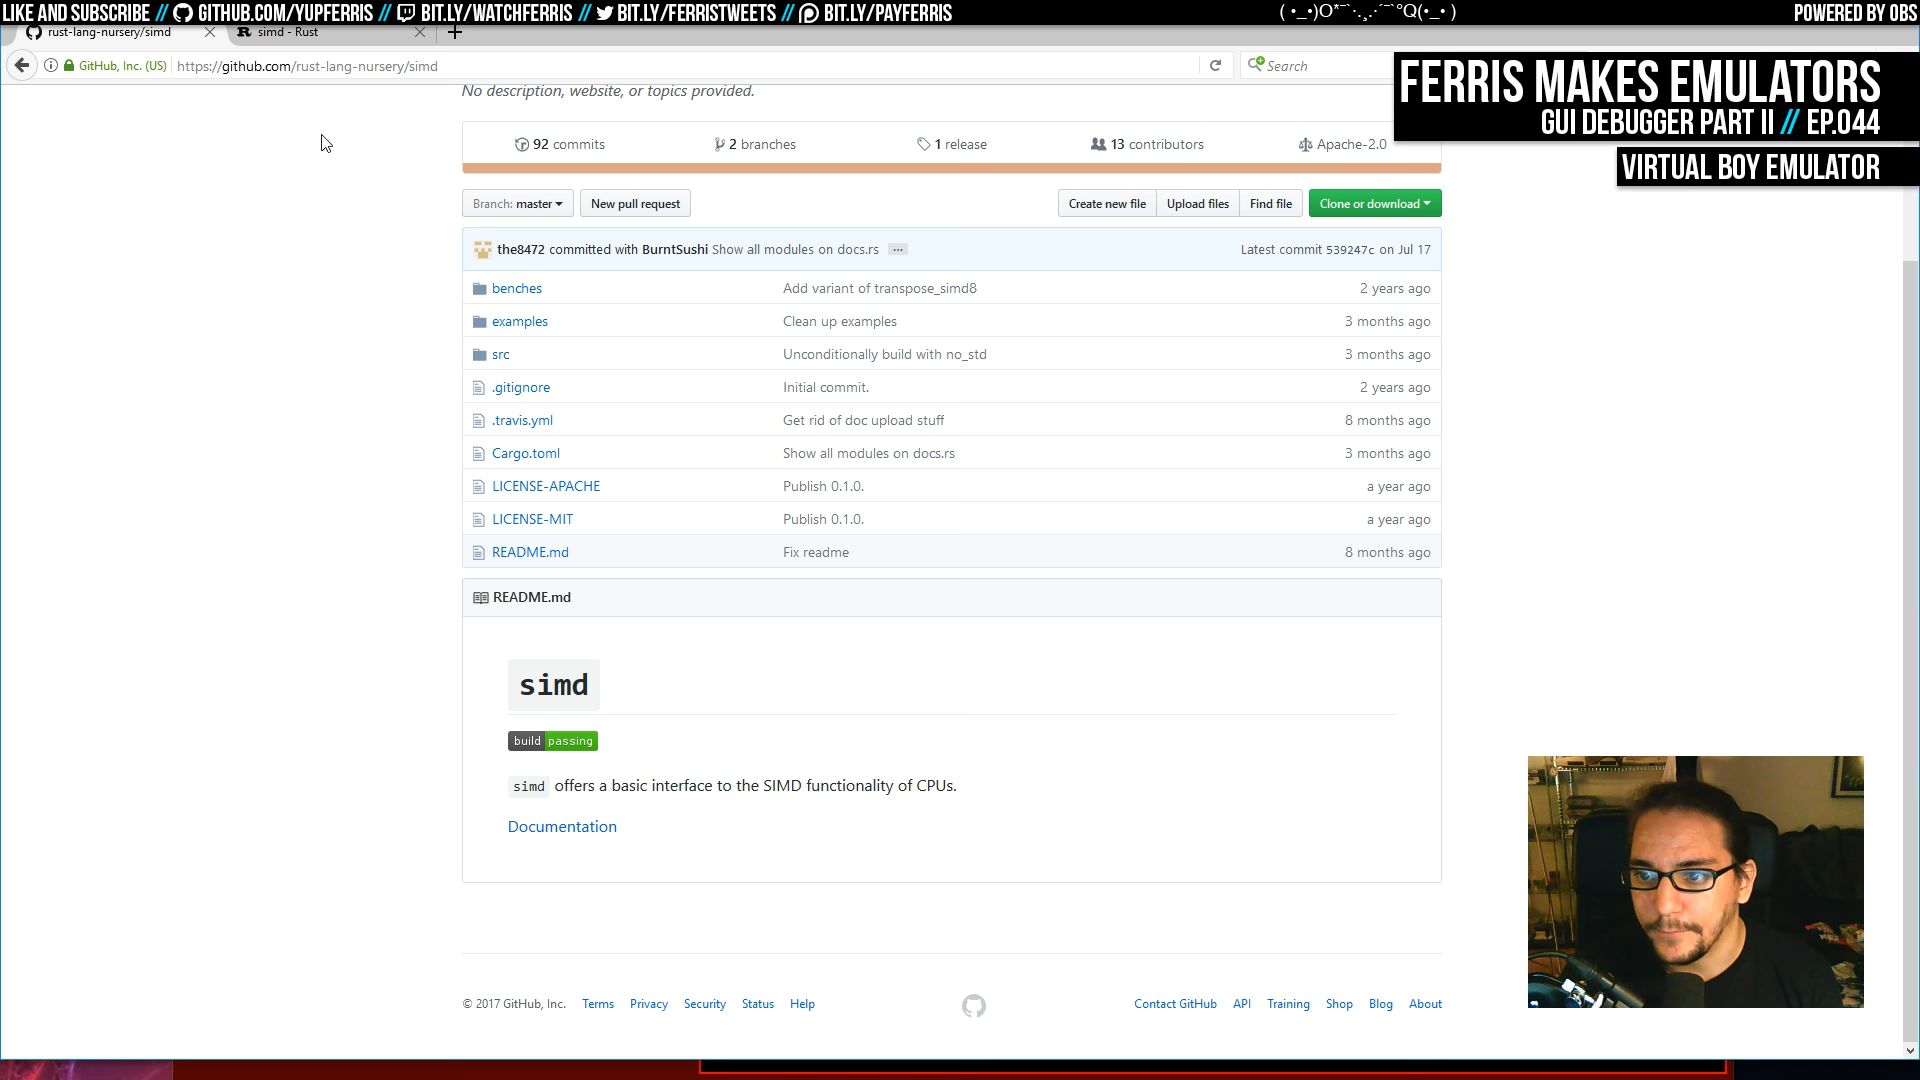 LIKE AND SUBSCRIBE // GITHUB.COM/YUPFERRIS // BIT.LY/WATCHFERRIS // BIT.LY/FERRISTWEETS // BIT.LY/PAYFERRIS
POWERED BY OBS
rust-lang-nursery/simd
simd - Rust
GitHub, Inc. (US)
https://github.com/rust-lang-nursery/simd
Search
FERRIS MAKES EMULATORS
GUI DEBUGGER PART II // EP.044
VIRTUAL BOY EMULATOR
No description, website, or topics provided.
92 commits
2 branches
1 release
13 contributors
Apache-2.0
Branch: master
New pull request
Create new file
Upload files
Find file
Clone or download
the8472 committed with BurntSushi Show all modules on docs.rs ...
Latest commit 539247c on Jul 17
benches Add variant of transpose_simd8 2 years ago
examples Clean up examples 3 months ago
src Unconditionally build with no_std 3 months ago
.gitignore Initial commit. 2 years ago
.travis.yml Get rid of doc upload stuff 8 months ago
Cargo.toml Show all modules on docs.rs 3 months ago
LICENSE-APACHE Publish 0.1.0. a year ago
LICENSE-MIT Publish 0.1.0. a year ago
README.md Fix readme 8 months ago
README.md
simd
build passing
simd offers a basic interface to the SIMD functionality of CPUs.
Documentation
© 2017 GitHub, Inc. Terms Privacy Security Status Help
Contact GitHub API Training Shop Blog About